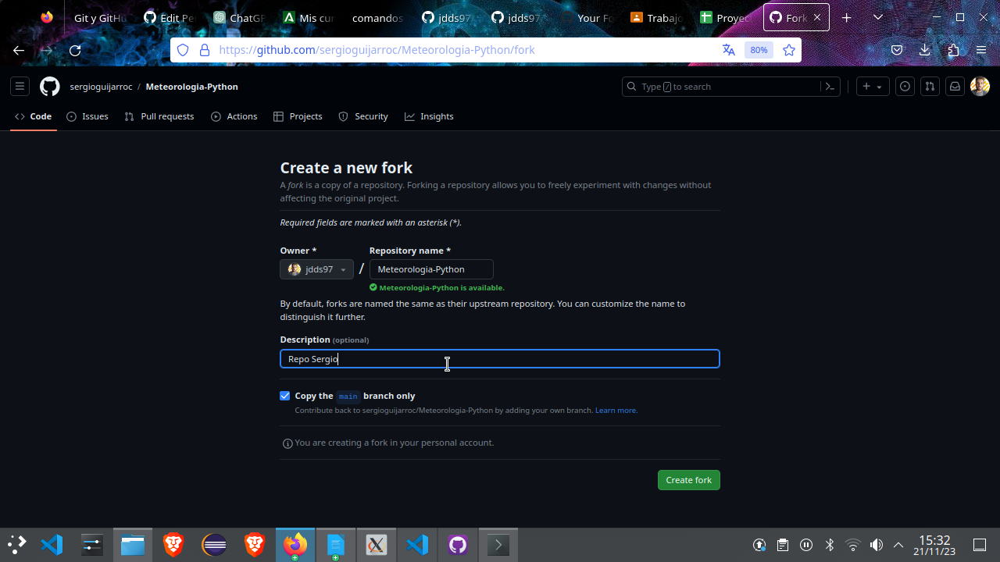 Git y GitHu
Edit Per
ChatGP
Mis cur
comandos
jdds97/
jdds97/
Your Fo
Trabajo
Proyec
Fork
https://github.com/sergioguijarroc/Meteorologia-Python/fork
80%
sergioguijarroc / Meteorologia-Python
Type / to search
Code
Issues
Pull requests
Actions
Projects
Security
Insights
Create a new fork
A fork is a copy of a repository. Forking a repository allows you to freely experiment with changes without
affecting the original project.
Required fields are marked with an asterisk (*).
Owner *
Repository name *
jdds97
/
Meteorologia-Python
Meteorologia-Python is available.
By default, forks are named the same as their upstream repository. You can customize the name to
distinguish it further.
Description (optional)
Repo Sergio
Copy the main branch only
Contribute back to sergioguijarroc/Meteorologia-Python by adding your own branch. Learn more.
You are creating a fork in your personal account.
Create fork
15:32
21/11/23